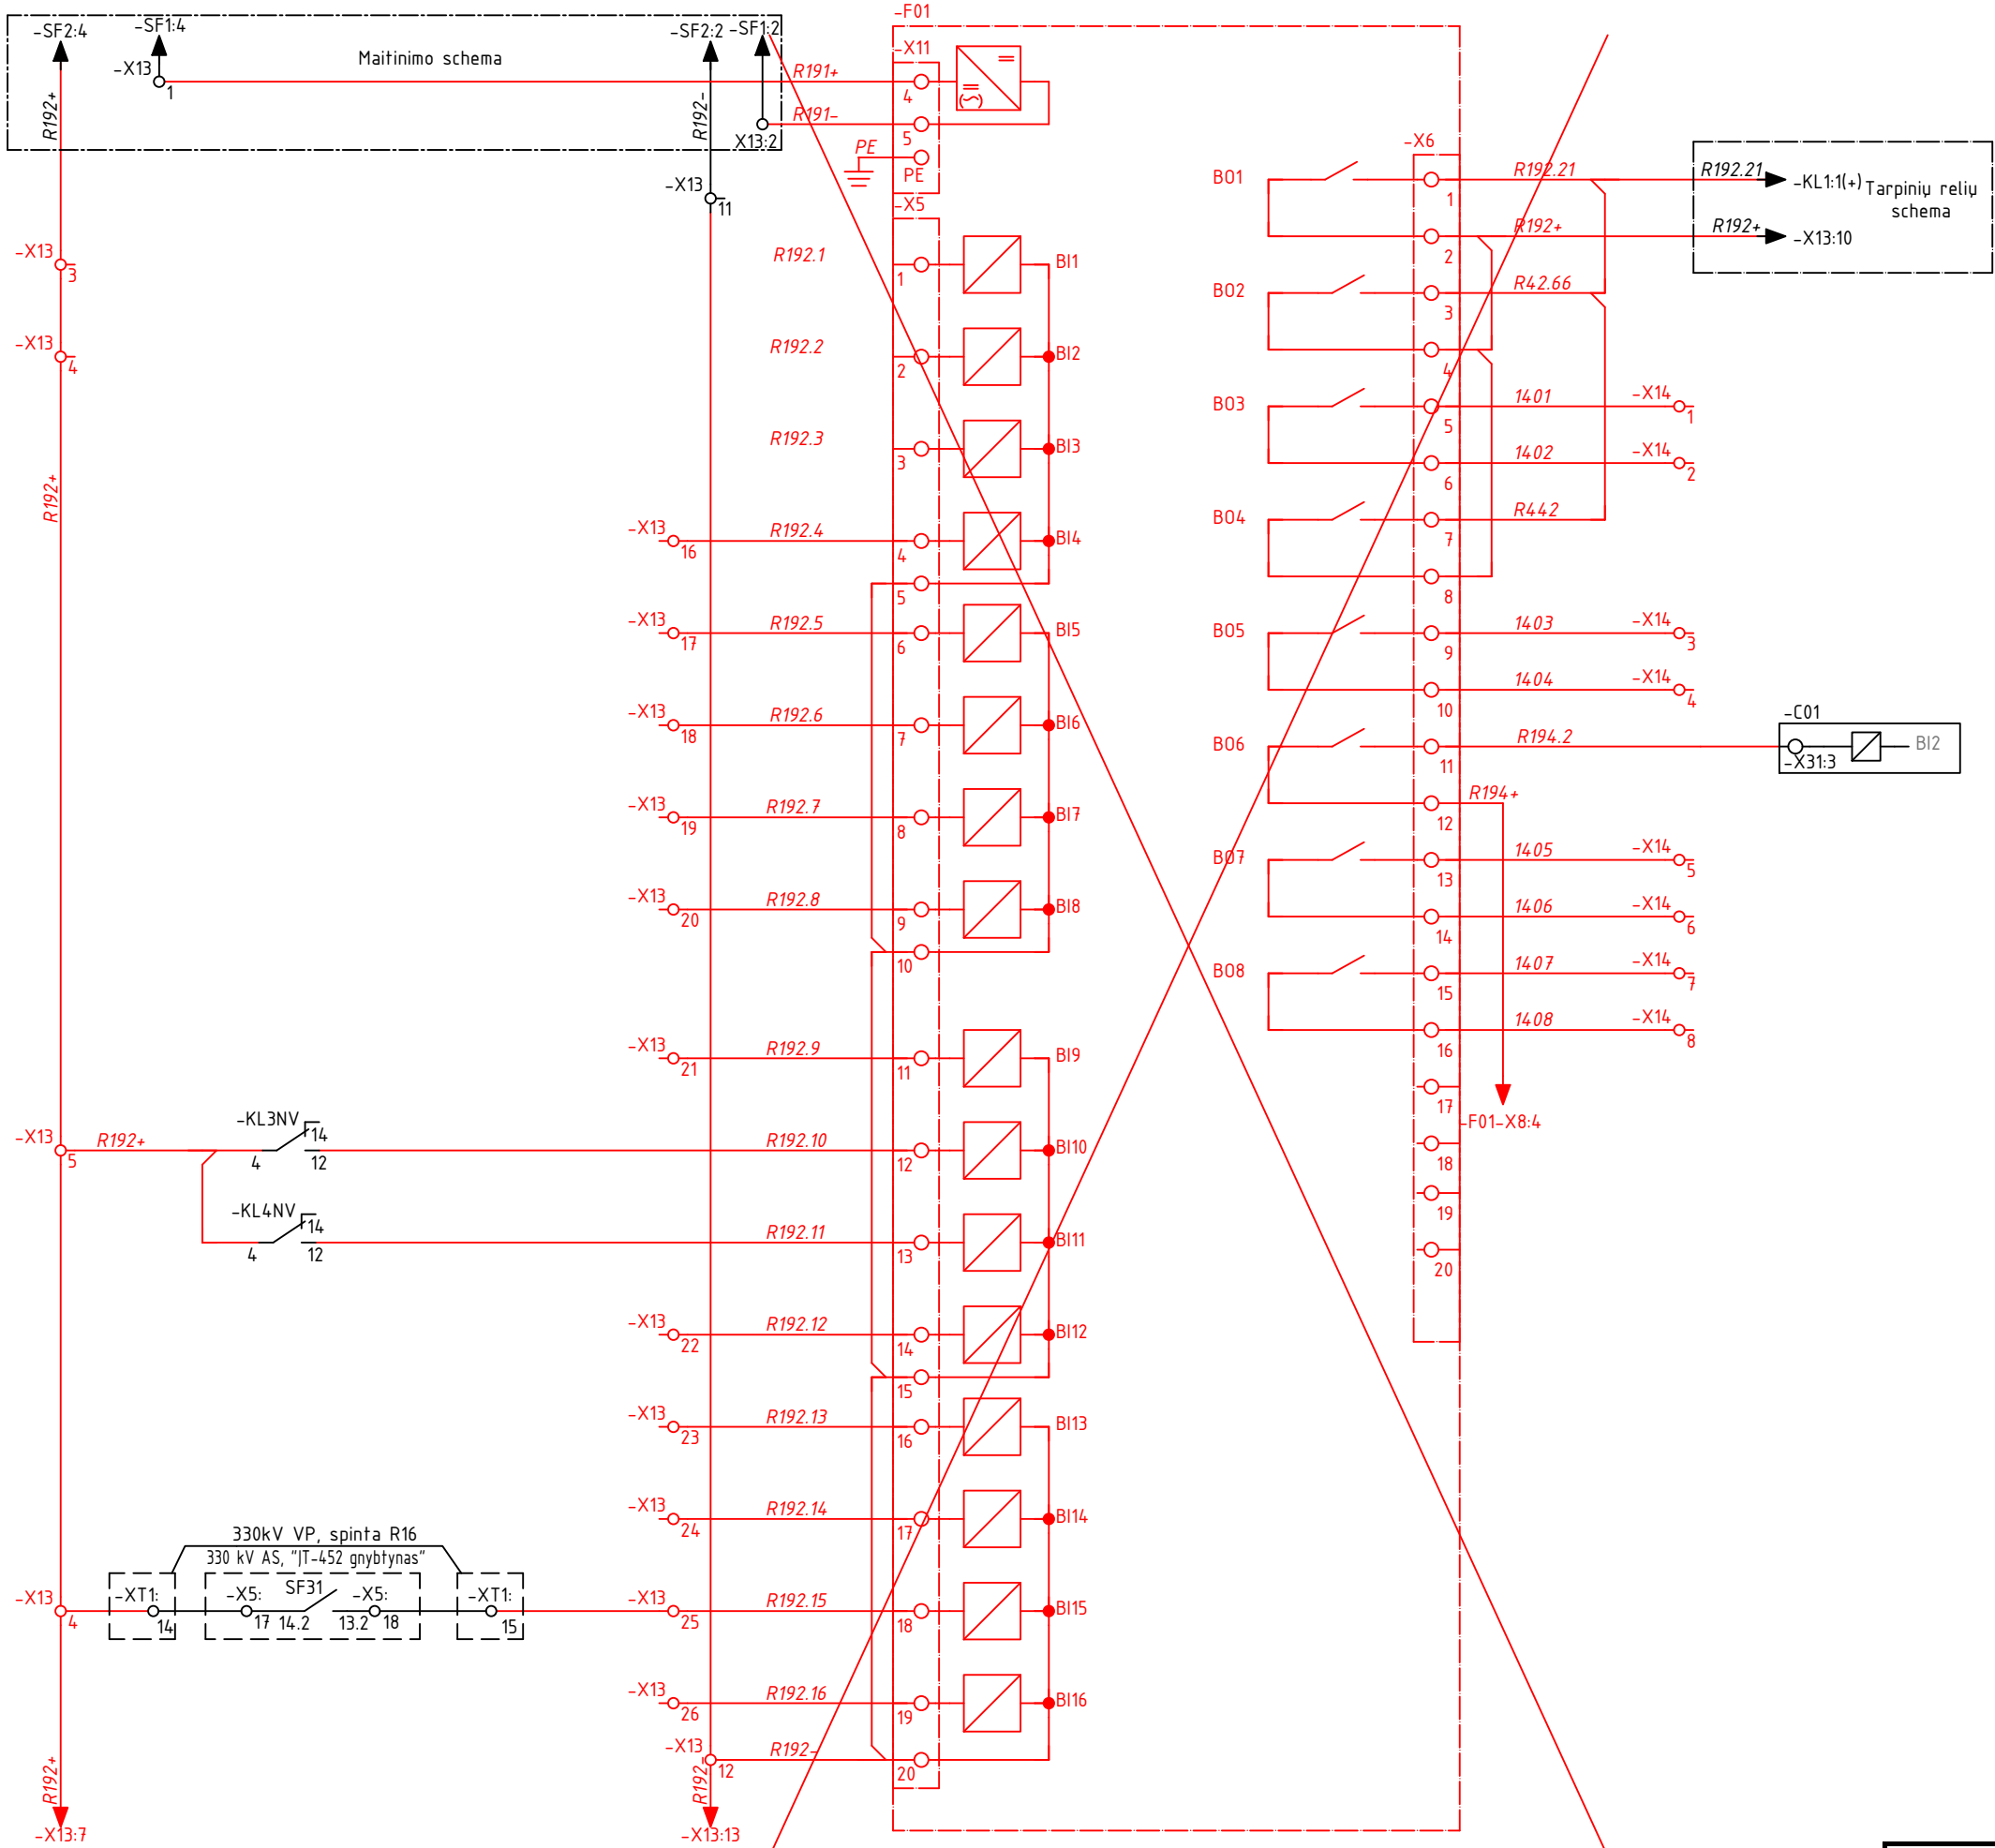 -F01
-SF2:4
-SF1:4
-SF2:2
-SF1:2
Maitinimo schema
-X13
1
R192+
R192-
X13:2
R191+
R191-
-X11
4
5
PE
PE
=
=
(~)
-X13
11
-X5
-X13
3
-X13
4
R192+
R192.1
1
BI1
R192.2
2
BI2
R192.3
3
BI3
-X13
16
R192.4
4
BI4
5
-X13
17
R192.5
6
BI5
-X13
18
R192.6
7
BI6
-X13
19
R192.7
8
BI7
-X13
20
R192.8
9
BI8
10
-X13
21
R192.9
11
BI9
-X13
5
R192+
-KL3NV
14
4
12
R192.10
12
BI10
-KL4NV
14
4
12
R192.11
13
BI11
-X13
22
R192.12
14
BI12
15
-X13
23
R192.13
16
BI13
-X13
24
R192.14
17
BI14
330kV VP, spinta R16
330 kV AS, "JT-452 gnybtynas"
-X13
4
-XT1:
14
-X5:
17
SF31
14.2
13.2
-X5:
18
-XT1:
15
-X13
25
R192.15
18
BI15
-X13
26
R192.16
19
BI16
-X13
12
R192-
20
R192+
-X13:7
R192-
-X13:13
-X6
B01
1
R192.21
R192.21
-KL1:1(+)
Tarpinių relių
schema
2
R192+
R192+
-X13:10
B02
3
R42.66
4
B03
5
1401
-X14
1
6
1402
-X14
2
B04
7
R442
8
B05
9
1403
-X14
3
10
1404
-X14
4
B06
11
R194.2
-C01
-X31:3
BI2
12
R194+
B07
13
1405
-X14
5
14
1406
-X14
6
B08
15
1407
-X14
7
16
1408
-X14
8
17
-F01-X8:4
18
19
20